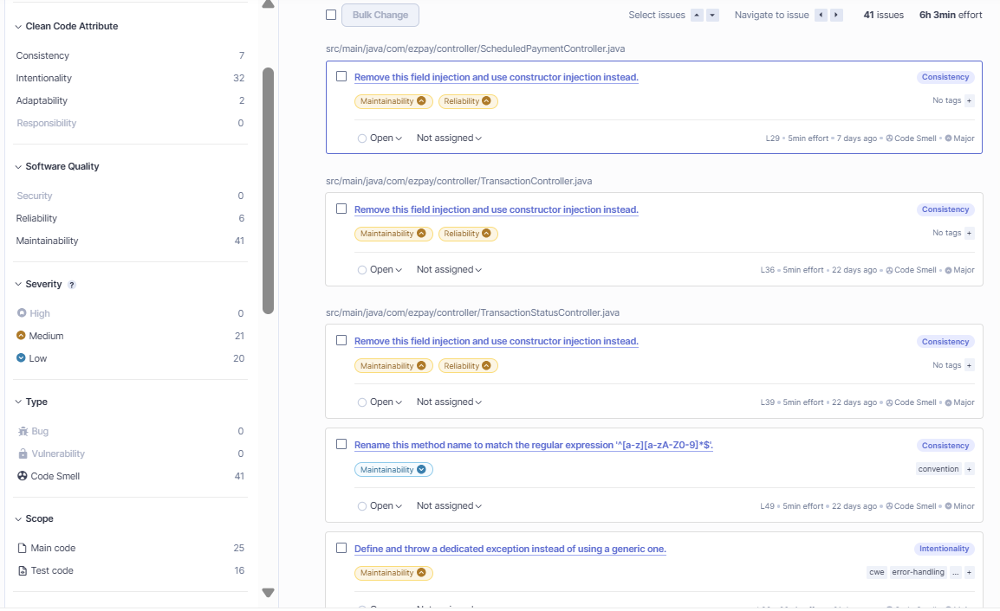 Clean Code Attribute
Consistency 7
Intentionality 32
Adaptability 2
Responsibility 0
Software Quality
Security 0
Reliability 6
Maintainability 41
Severity ?
High 0
Medium 21
Low 20
Type
Bug 0
Vulnerability 0
Code Smell 41
Scope
Main code 25
Test code 16
Bulk Change Select issues Navigate to issue 41 issues 6h 3min effort
src/main/java/com/ezpay/controller/ScheduledPaymentController.java
Remove this field injection and use constructor injection instead. Consistency
Maintainability Reliability No tags +
Open Not assigned L29 • 5min effort • 7 days ago • Code Smell • Major
src/main/java/com/ezpay/controller/TransactionController.java
Remove this field injection and use constructor injection instead. Consistency
Maintainability Reliability No tags +
Open Not assigned L36 • 5min effort • 22 days ago • Code Smell • Major
src/main/java/com/ezpay/controller/TransactionStatusController.java
Remove this field injection and use constructor injection instead. Consistency
Maintainability Reliability No tags +
Open Not assigned L39 • 5min effort • 22 days ago • Code Smell • Major
Rename this method name to match the regular expression '^[a-z][a-zA-Z0-9]*$'. Consistency
Maintainability convention +
Open Not assigned L49 • 5min effort • 22 days ago • Code Smell • Minor
Define and throw a dedicated exception instead of using a generic one. Intentionality
Maintainability cwe error-handling ... +